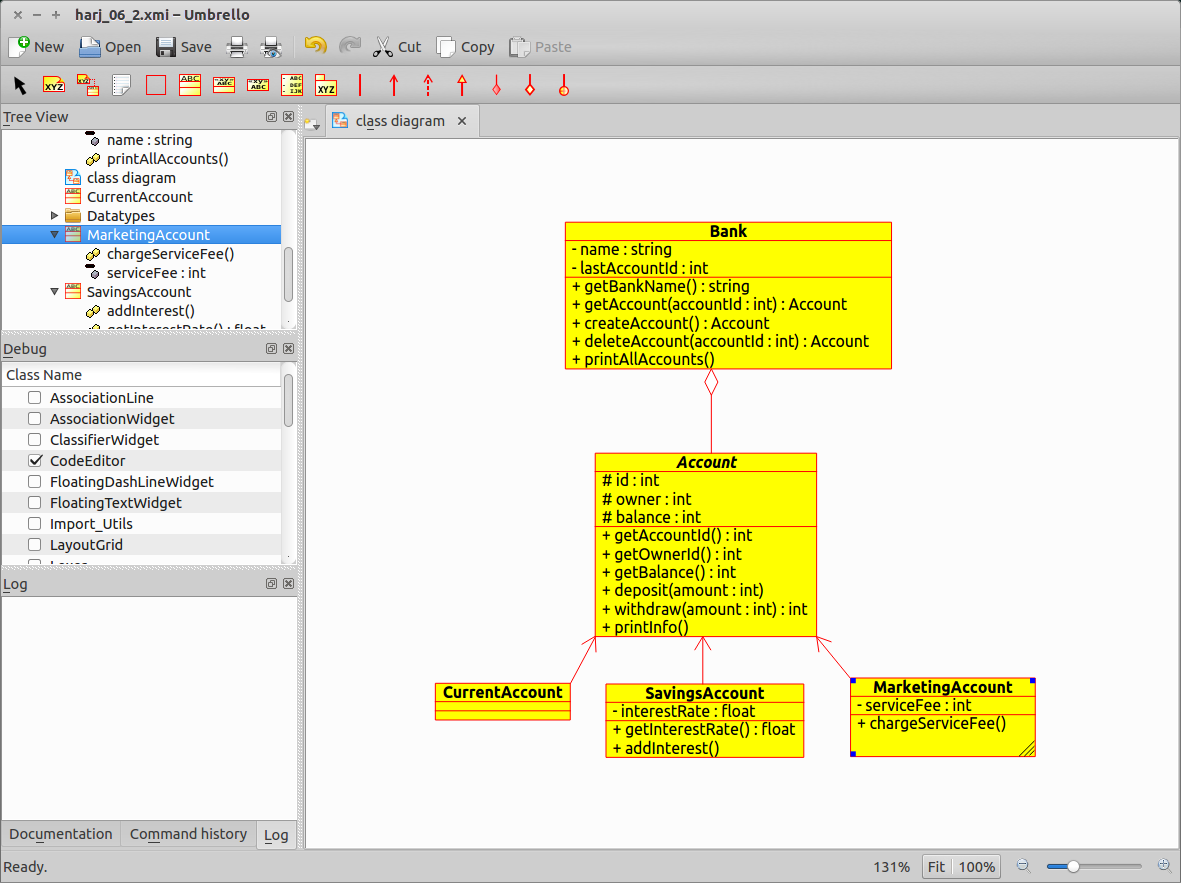 harj_06_2.xmi – Umbrello
New Open Save Cut Copy Paste
Tree View
name : string
printAllAccounts()
class diagram
CurrentAccount
Datatypes
MarketingAccount
chargeServiceFee()
serviceFee : int
SavingsAccount
addInterest()
getInterestRate() : float
Debug
Class Name
AssociationLine
AssociationWidget
ClassifierWidget
CodeEditor
FloatingDashLineWidget
FloatingTextWidget
Import_Utils
LayoutGrid
Log
Documentation Command history Log
Ready.
class diagram
Bank
- name : string
- lastAccountId : int
+ getBankName() : string
+ getAccount(accountId : int) : Account
+ createAccount() : Account
+ deleteAccount(accountId : int) : Account
+ printAllAccounts()
Account
# id : int
# owner : int
# balance : int
+ getAccountId() : int
+ getOwnerId() : int
+ getBalance() : int
+ deposit(amount : int)
+ withdraw(amount : int) : int
+ printInfo()
CurrentAccount
SavingsAccount
- interestRate : float
+ getInterestRate() : float
+ addInterest()
MarketingAccount
- serviceFee : int
+ chargeServiceFee()
131% Fit 100%